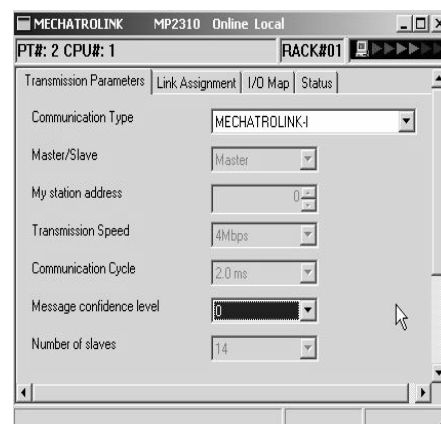 MECHATROLINK MP2310 Online Local
PT#: 2 CPU#: 1 RACK#01
Transmission Parameters Link Assignment I/O Map Status
Communication Type MECHATROLINK-I
Master/Slave Master
My station address 0
Transmission Speed 4Mbps
Communication Cycle 2.0 ms
Message confidence level 0
Number of slaves 14